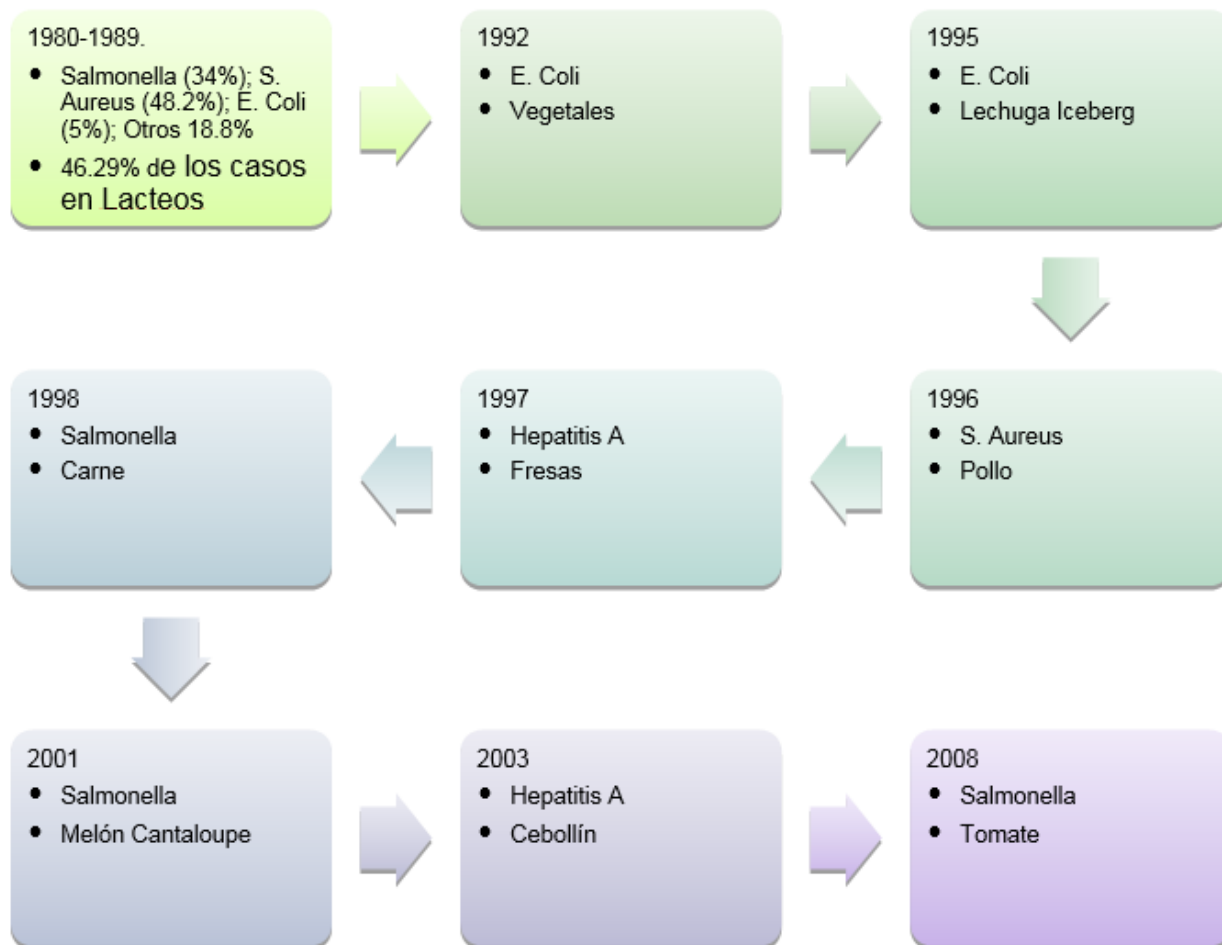 1980-1989.
• Salmonella (34%); S.
Aureus (48.2%); E. Coli
(5%); Otros 18.8%
• 46.29% de los casos
en Lacteos
1992
• E. Coli
• Vegetales
1995
• E. Coli
• Lechuga Iceberg
1996
• S. Aureus
• Pollo
1997
• Hepatitis A
• Fresas
1998
• Salmonella
• Carne
2001
• Salmonella
• Melón Cantaloupe
2003
• Hepatitis A
• Cebollín
2008
• Salmonella
• Tomate